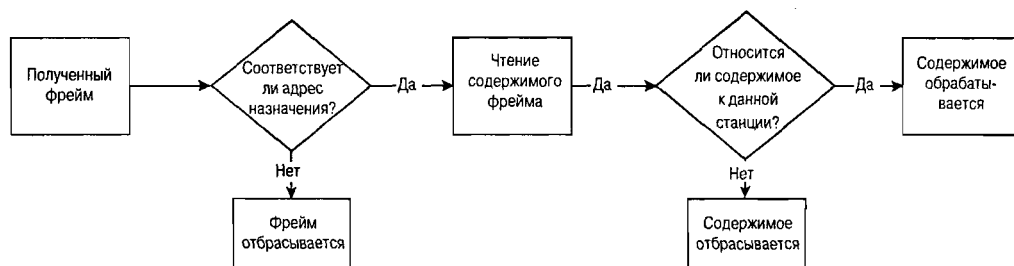 Полученный
фрейм
Соответствует
ли адрес
назначения?
Да
Чтение
содержимого
фрейма
Да
Относится
ли содержимое
к данной
станции?
Да
Содержимое
обрабаты-
вается
Нет
Фрейм
отбрасывается
Нет
Содержимое
отбрасывается